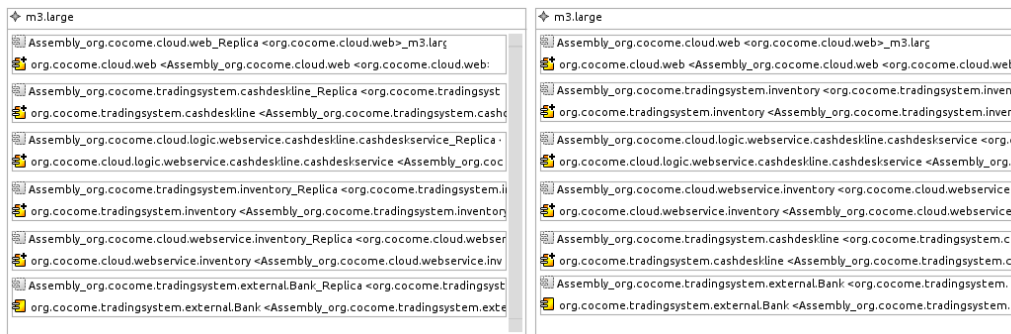 m3.large
Assembly_org.cocome.cloud.web_Replica <org.cocome.cloud.web>_m3.larg
org.cocome.cloud.web <Assembly_org.cocome.cloud.web <org.cocome.cloud.web>
Assembly_org.cocome.tradingsystem.cashdeskline_Replica <org.cocome.tradingsyst
org.cocome.tradingsystem.cashdeskline <Assembly_org.cocome.tradingsystem.cashd
Assembly_org.cocome.cloud.logic.webservice.cashdeskline.cashdeskservice_Replica
org.cocome.cloud.logic.webservice.cashdeskline.cashdeskservice <Assembly_org.coc
Assembly_org.cocome.tradingsystem.inventory_Replica <org.cocome.tradingsystem.i
org.cocome.tradingsystem.inventory <Assembly_org.cocome.tradingsystem.inventory
Assembly_org.cocome.cloud.webservice.inventory_Replica <org.cocome.cloud.webser
org.cocome.cloud.webservice.inventory <Assembly_org.cocome.cloud.webservice.inv
Assembly_org.cocome.tradingsystem.external.Bank_Replica <org.cocome.tradingsyst
org.cocome.tradingsystem.external.Bank <Assembly_org.cocome.tradingsystem.exte
m3.large
Assembly_org.cocome.cloud.web <org.cocome.cloud.web>_m3.larg
org.cocome.cloud.web <Assembly_org.cocome.cloud.web <org.cocome.cloud.web
Assembly_org.cocome.tradingsystem.inventory <org.cocome.tradingsystem.inven
org.cocome.tradingsystem.inventory <Assembly_org.cocome.tradingsystem.inver
Assembly_org.cocome.cloud.logic.webservice.cashdeskline.cashdeskservice <org.
org.cocome.cloud.logic.webservice.cashdeskline.cashdeskservice <Assembly_org.
Assembly_org.cocome.cloud.webservice.inventory <org.cocome.cloud.webservice
org.cocome.cloud.webservice.inventory <Assembly_org.cocome.cloud.webservice
Assembly_org.cocome.tradingsystem.cashdeskline <org.cocome.tradingsystem.c
org.cocome.tradingsystem.cashdeskline <Assembly_org.cocome.tradingsystem.c
Assembly_org.cocome.tradingsystem.external.Bank <org.cocome.tradingsystem.
org.cocome.tradingsystem.external.Bank <Assembly_org.cocome.tradingsystem.